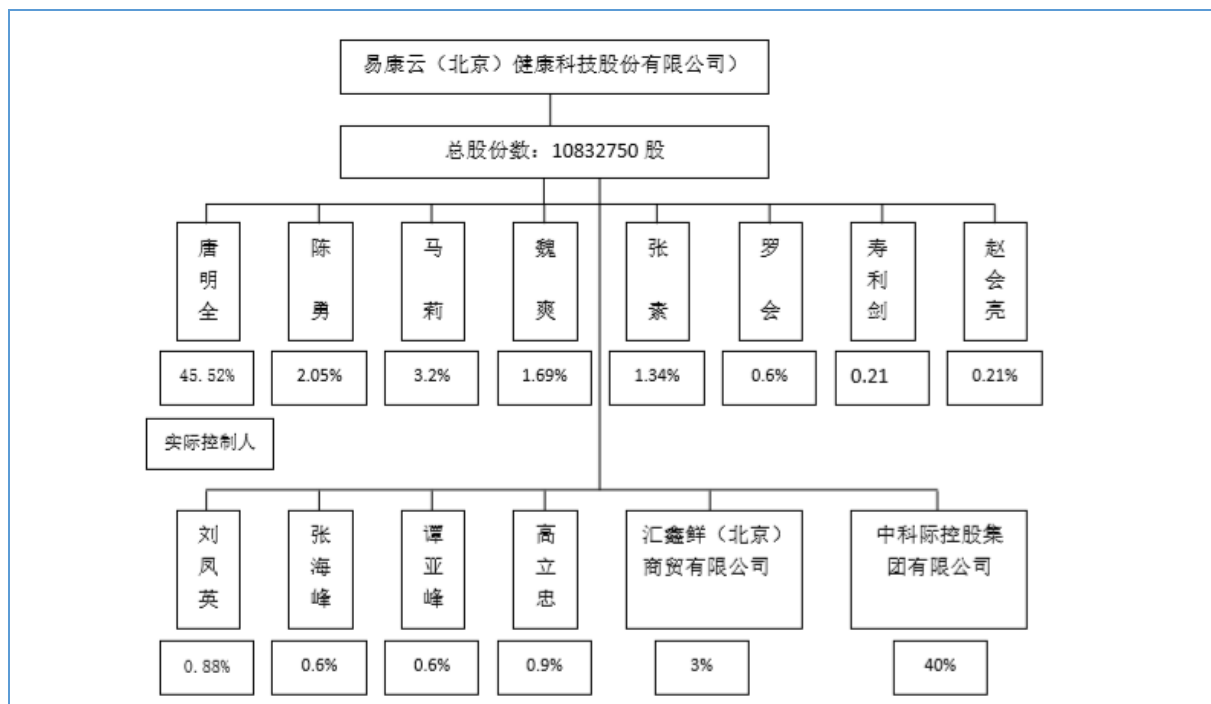 易康云（北京）健康科技股份有限公司）
总股份数：10832750 股
唐明全
陈勇
马莉
魏爽
张素
罗会
寿利剑
赵会亮
45.52%
2.05%
3.2%
1.69%
1.34%
0.6%
0.21
0.21%
实际控制人
刘凤英
张海峰
谭亚峰
高立忠
汇鑫鲜（北京）
商贸有限公司
中科际控股集
团有限公司
0.88%
0.6%
0.6%
0.9%
3%
40%